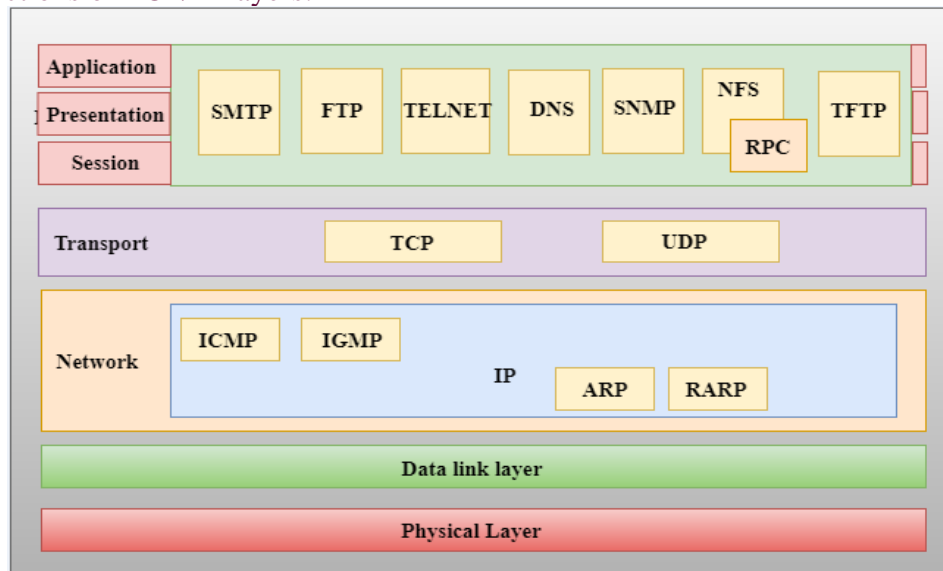 Application
Presentation
Session
SMTP FTP TELNET DNS SNMP NFS TFTP
RPC
Transport TCP UDP
Network
ICMP IGMP
IP ARP RARP
Data link layer
Physical Layer